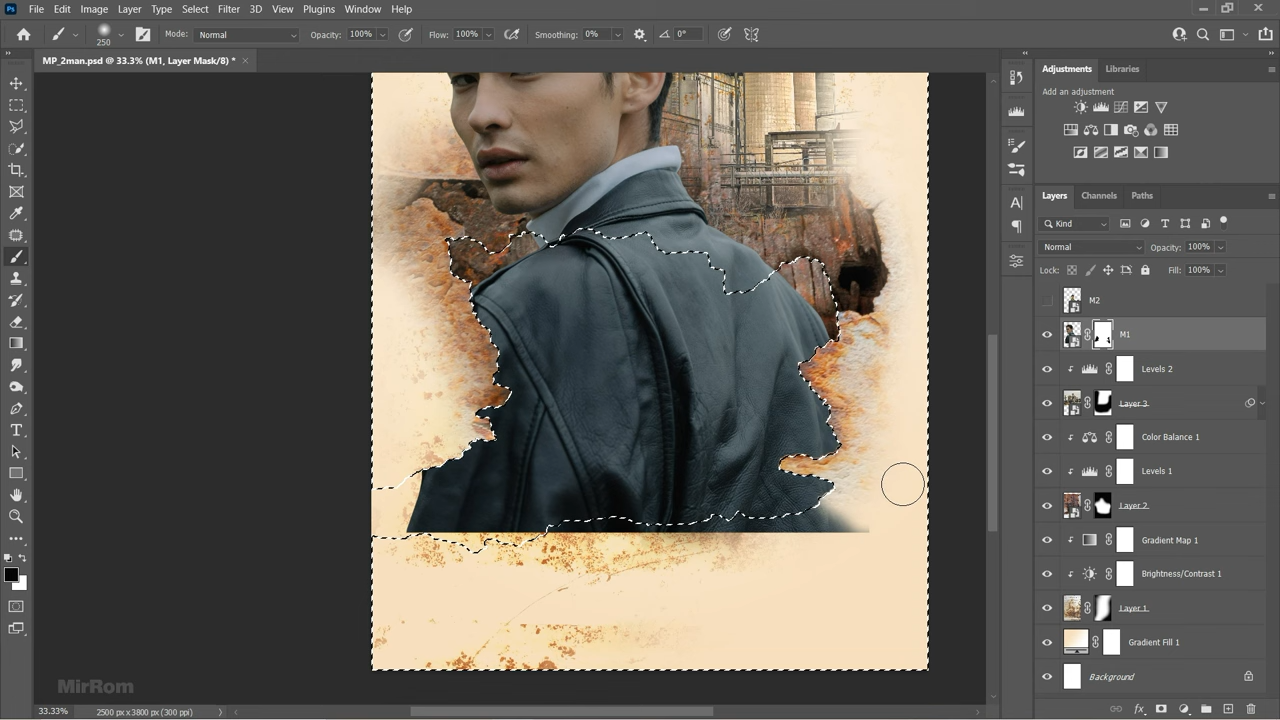 Ps File Edit Image Layer Type Select Filter 3D View Plugins Window Help
250 Mode: Normal Opacity: 100% Flow: 100% Smoothing: 0% 0°
MP_2man.psd @ 33.3% (M1, Layer Mask/8) * ×
Adjustments Libraries
Add an adjustment
Layers Channels Paths
Kind
Normal Opacity: 100%
Lock: Fill: 100%
M2
M1
Levels 2
Layer 3
Color Balance 1
Levels 1
Layer 2
Gradient Map 1
Brightness/Contrast 1
Layer 1
Gradient Fill 1
Background
MirRom
33.33% 2500 px x 3800 px (300 ppi)